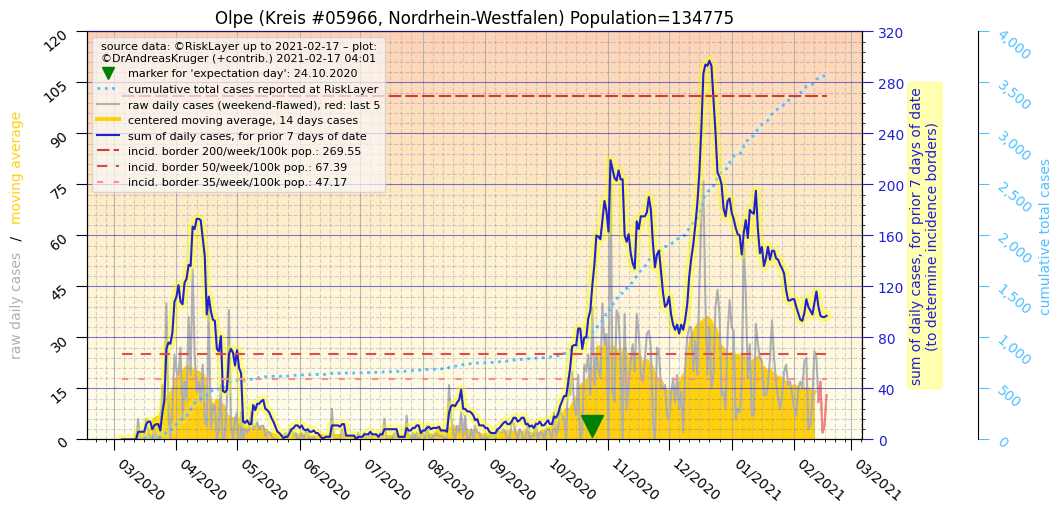 Olpe (Kreis #05966, Nordrhein-Westfalen) Population=134775
source data: ©RiskLayer up to 2021-02-17 – plot:
©DrAndreasKruger (+contrib.) 2021-02-17 04:01
marker for 'expectation day': 24.10.2020
cumulative total cases reported at RiskLayer
raw daily cases (weekend-flawed), red: last 5
centered moving average, 14 days cases
sum of daily cases, for prior 7 days of date
incid. border 200/week/100k pop.: 269.55
incid. border 50/week/100k pop.: 67.39
incid. border 35/week/100k pop.: 47.17
raw daily cases / moving average
120
105
90
75
60
45
30
15
0
320
280
240
200
160
120
80
40
0
sum of daily cases, for prior 7 days of date
(to determine incidence borders)
4,000
3,500
3,000
2,500
2,000
1,500
1,000
500
0
cumulative total cases
03/2020
04/2020
05/2020
06/2020
07/2020
08/2020
09/2020
10/2020
11/2020
12/2020
01/2021
02/2021
03/2021